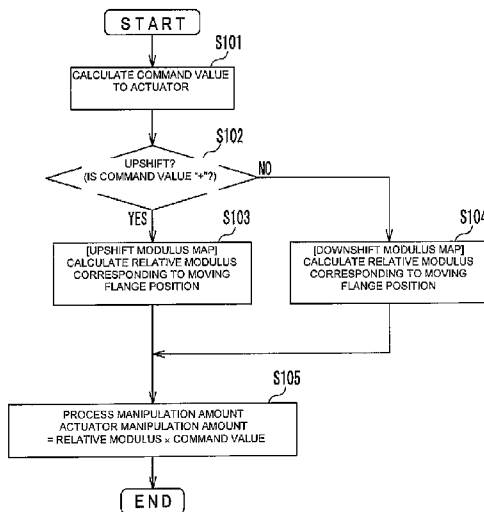 START
S101
CALCULATE COMMAND VALUE
TO ACTUATOR
S102
UPSHIFT?
(IS COMMAND VALUE "+"?)
NO
YES
S103
[UPSHIFT MODULUS MAP]
CALCULATE RELATIVE MODULUS
CORRESPONDING TO MOVING
FLANGE POSITION
S104
[DOWNSHIFT MODULUS MAP]
CALCULATE RELATIVE MODULUS
CORRESPONDING TO MOVING
FLANGE POSITION
S105
PROCESS MANIPULATION AMOUNT
ACTUATOR MANIPULATION AMOUNT
= RELATIVE MODULUS × COMMAND VALUE
END